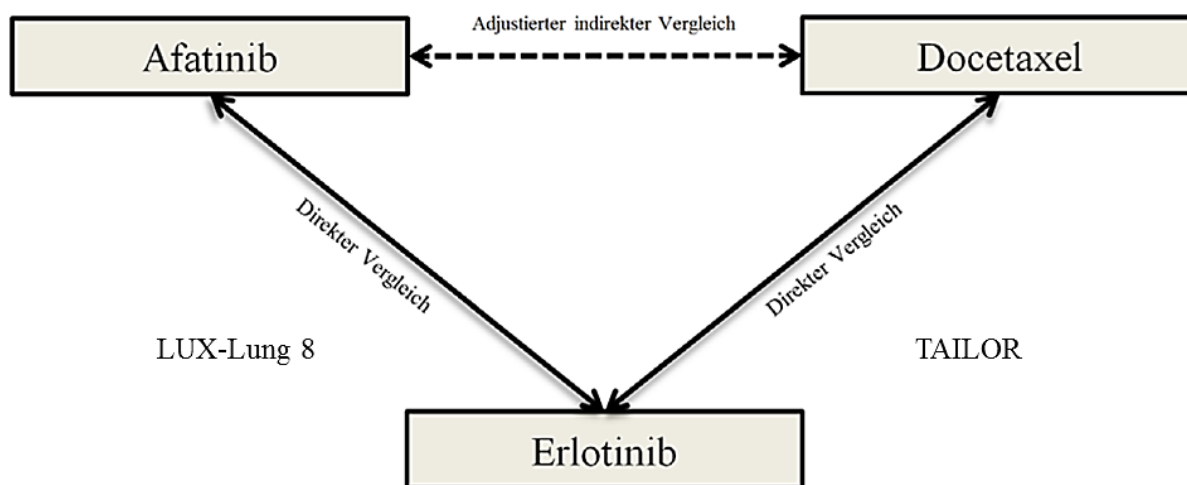 Adjustierter indirekter Vergleich
Afatinib
Docetaxel
Direkter Vergleich
Direkter Vergleich
LUX-Lung 8
TAILOR
Erlotinib